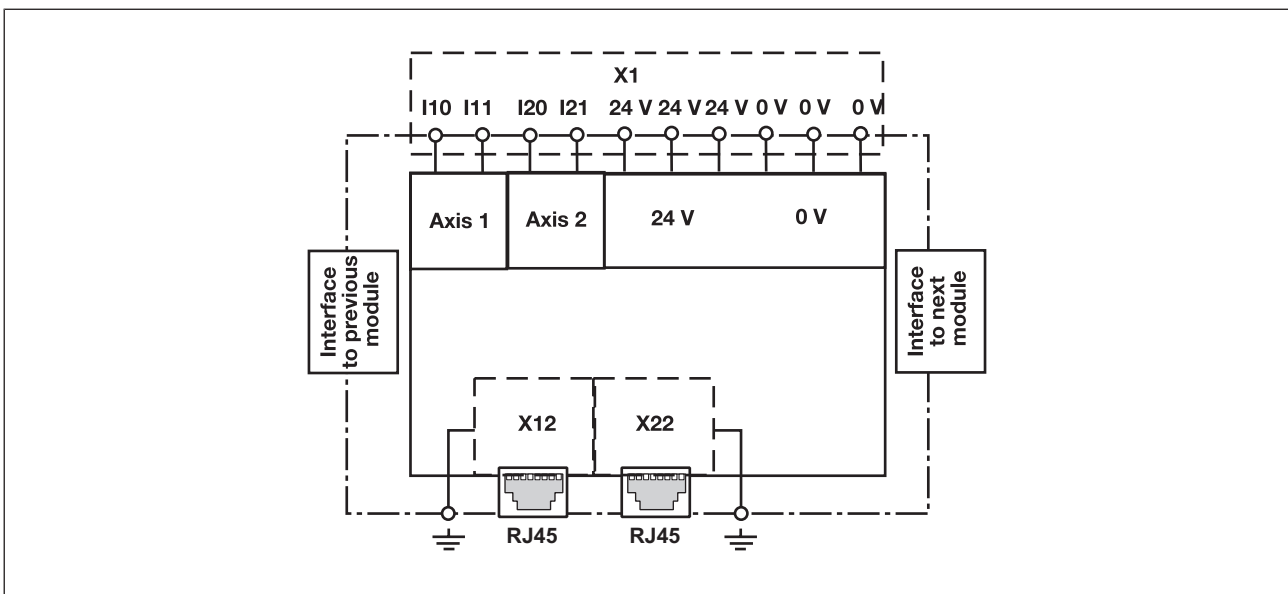 X1
I10 I11 I20 I21 24 V 24 V 24 V 0 V 0 V 0 V
Axis 1 Axis 2 24 V 0 V
Interface
to previous
module
Interface
to next
module
X12 X22
RJ45 RJ45